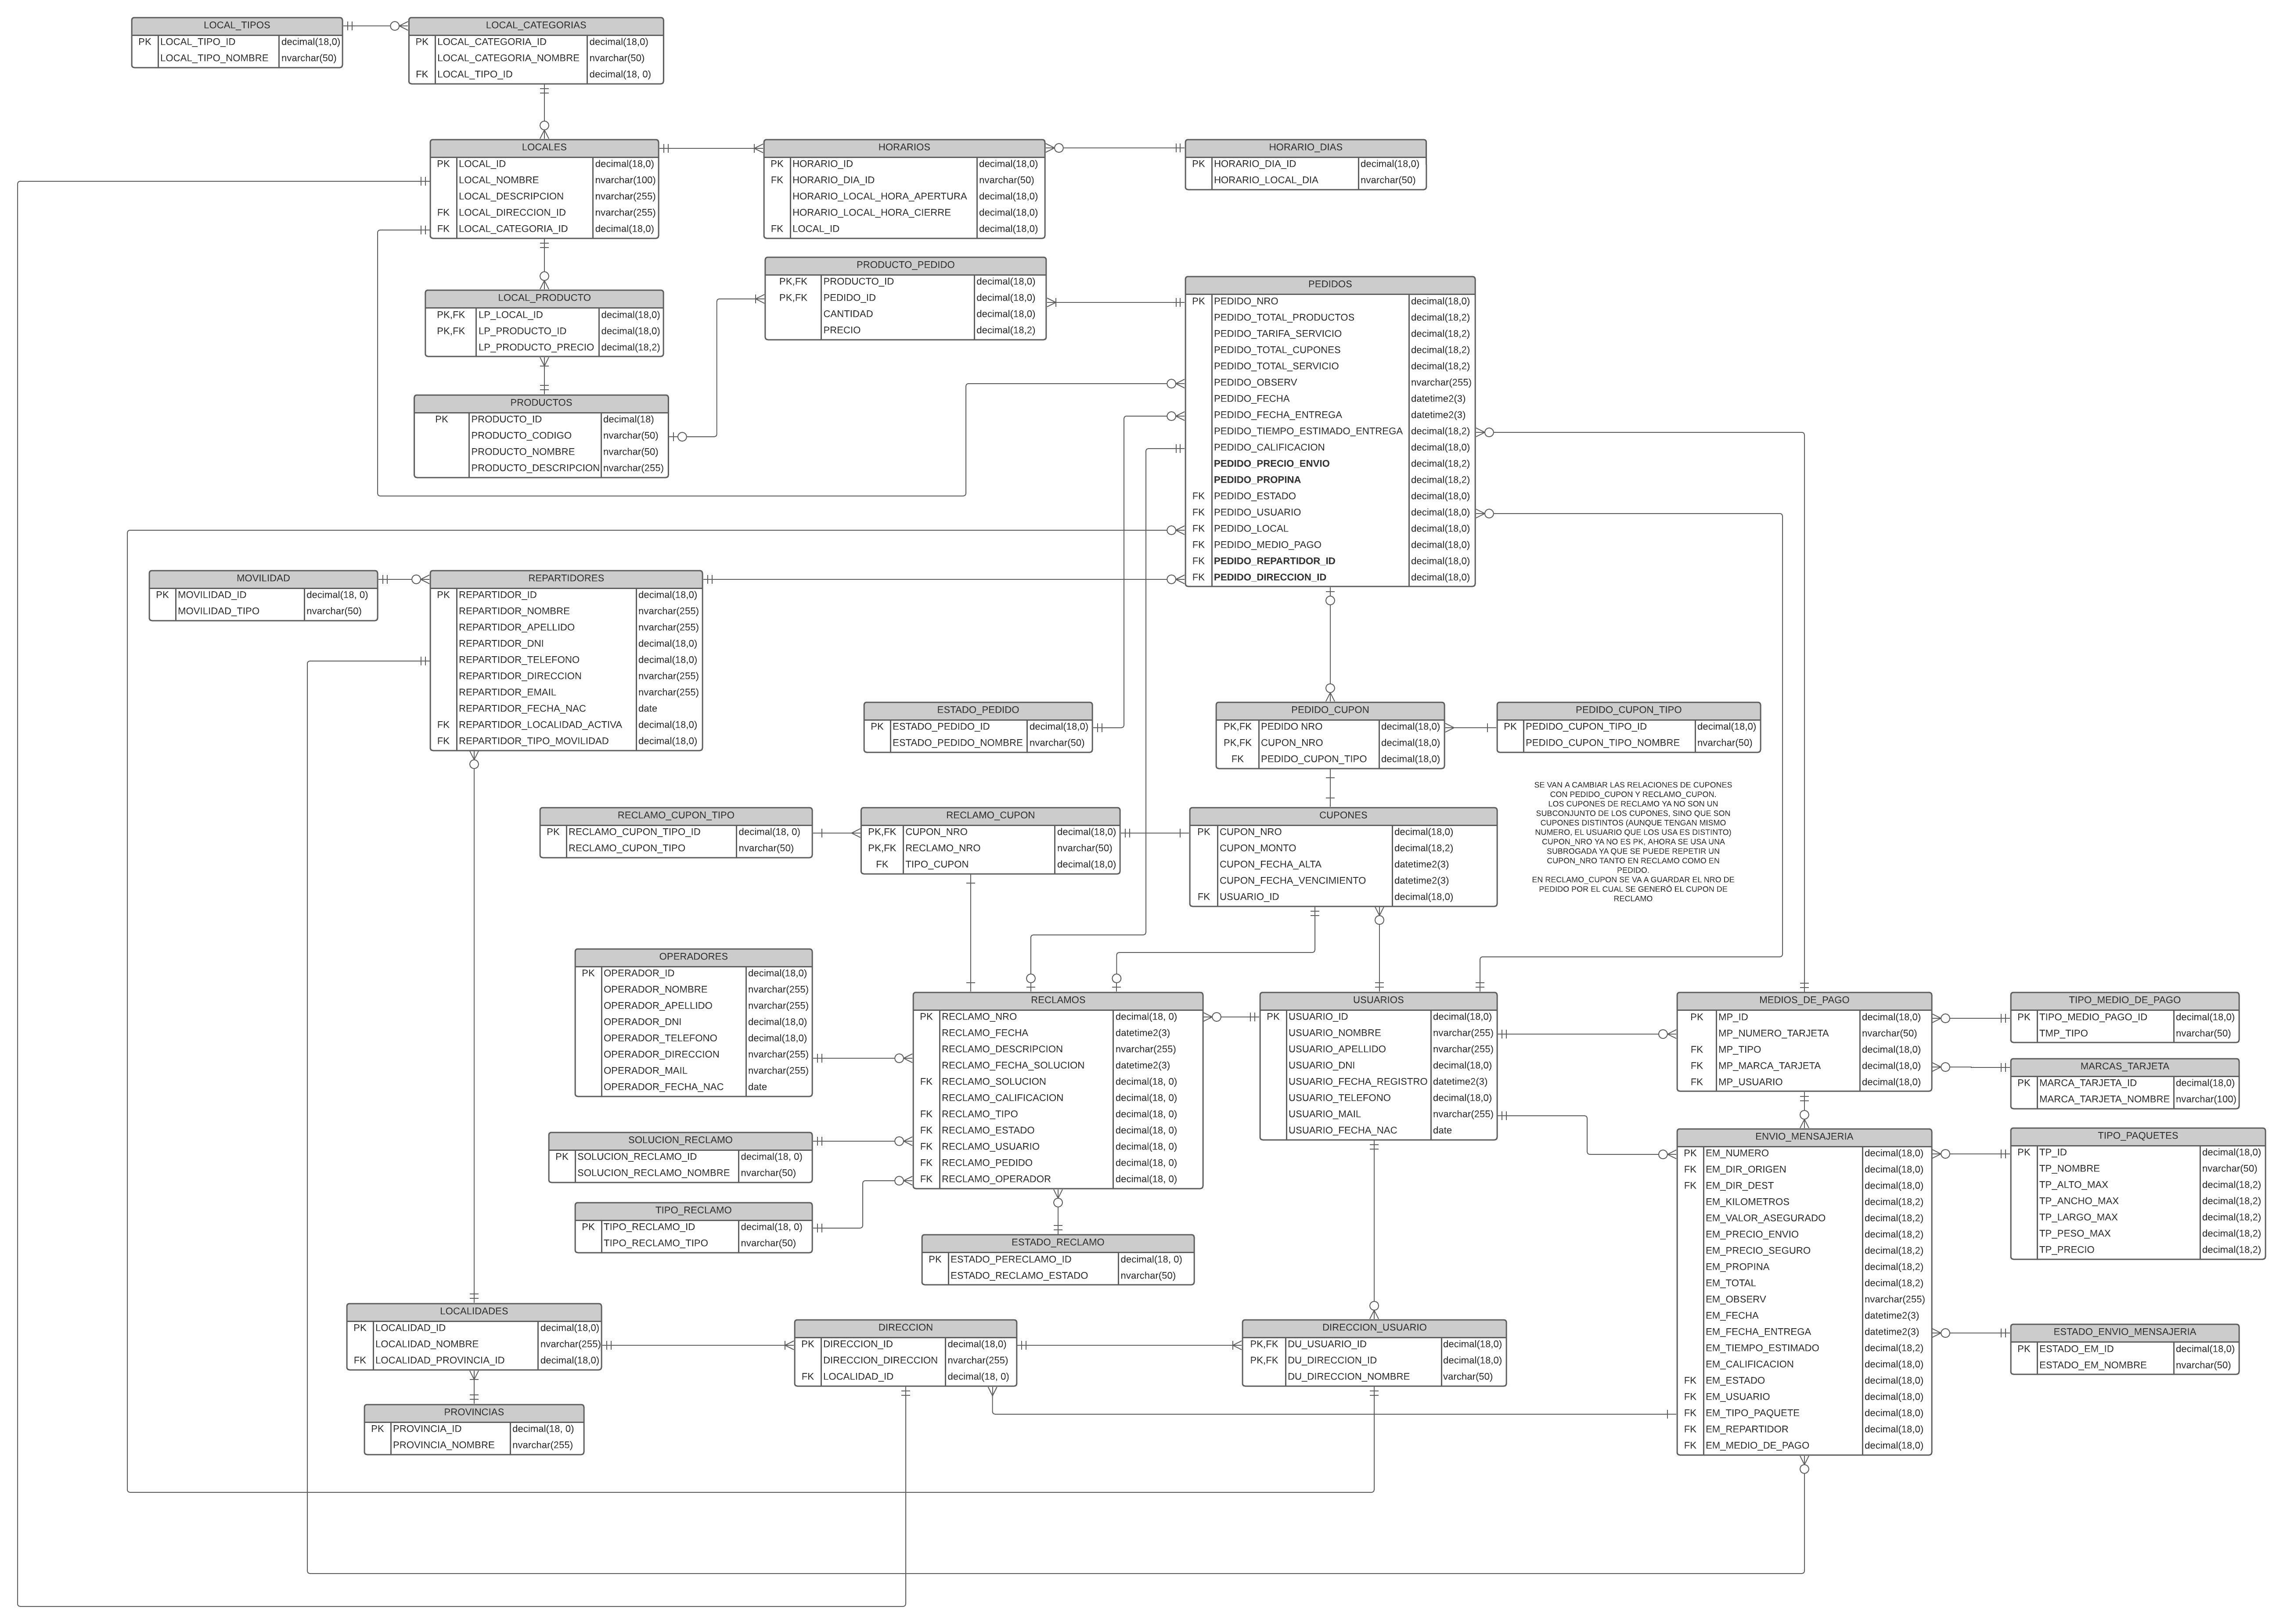 LOCAL_TIPOS
PK LOCAL_TIPO_ID decimal(18,0)
LOCAL_TIPO_NOMBRE nvarchar(50)
LOCAL_CATEGORIAS
PK LOCAL_CATEGORIA_ID decimal(18,0)
LOCAL_CATEGORIA_NOMBRE nvarchar(50)
FK LOCAL_TIPO_ID decimal(18, 0)
LOCALES
PK LOCAL_ID decimal(18,0)
LOCAL_NOMBRE nvarchar(100)
LOCAL_DESCRIPCION nvarchar(255)
FK LOCAL_DIRECCION_ID nvarchar(255)
FK LOCAL_CATEGORIA_ID decimal(18,0)
HORARIOS
PK HORARIO_ID decimal(18,0)
FK HORARIO_DIA_ID nvarchar(50)
HORARIO_LOCAL_HORA_APERTURA decimal(18,0)
HORARIO_LOCAL_HORA_CIERRE decimal(18,0)
FK LOCAL_ID decimal(18,0)
HORARIO_DIAS
PK HORARIO_DIA_ID decimal(18,0)
HORARIO_LOCAL_DIA nvarchar(50)
PRODUCTO_PEDIDO
PK,FK PRODUCTO_ID decimal(18,0)
PK,FK PEDIDO_ID decimal(18,0)
CANTIDAD decimal(18,0)
PRECIO decimal(18,2)
LOCAL_PRODUCTO
PK,FK LP_LOCAL_ID decimal(18,0)
PK,FK LP_PRODUCTO_ID decimal(18,0)
LP_PRODUCTO_PRECIO decimal(18,2)
PRODUCTOS
PK PRODUCTO_ID decimal(18)
PRODUCTO_CODIGO nvarchar(50)
PRODUCTO_NOMBRE nvarchar(50)
PRODUCTO_DESCRIPCION nvarchar(255)
PEDIDOS
PK PEDIDO_NRO decimal(18,0)
PEDIDO_TOTAL_PRODUCTOS decimal(18,2)
PEDIDO_TARIFA_SERVICIO decimal(18,2)
PEDIDO_TOTAL_CUPONES decimal(18,2)
PEDIDO_TOTAL_SERVICIO decimal(18,2)
PEDIDO_OBSERV nvarchar(255)
PEDIDO_FECHA datetime2(3)
PEDIDO_FECHA_ENTREGA datetime2(3)
PEDIDO_TIEMPO_ESTIMADO_ENTREGA decimal(18,2)
PEDIDO_CALIFICACION decimal(18,0)
PEDIDO_PRECIO_ENVIO decimal(18,2)
PEDIDO_PROPINA decimal(18,2)
FK PEDIDO_ESTADO decimal(18,0)
FK PEDIDO_USUARIO decimal(18,0)
FK PEDIDO_LOCAL decimal(18,0)
FK PEDIDO_MEDIO_PAGO decimal(18,0)
FK PEDIDO_REPARTIDOR_ID decimal(18,0)
FK PEDIDO_DIRECCION_ID decimal(18,0)
MOVILIDAD
PK MOVILIDAD_ID decimal(18, 0)
MOVILIDAD_TIPO nvarchar(50)
REPARTIDORES
PK REPARTIDOR_ID decimal(18,0)
REPARTIDOR_NOMBRE nvarchar(255)
REPARTIDOR_APELLIDO nvarchar(255)
REPARTIDOR_DNI decimal(18,0)
REPARTIDOR_TELEFONO decimal(18,0)
REPARTIDOR_DIRECCION nvarchar(255)
REPARTIDOR_EMAIL nvarchar(255)
REPARTIDOR_FECHA_NAC date
FK REPARTIDOR_LOCALIDAD_ACTIVA decimal(18,0)
FK REPARTIDOR_TIPO_MOVILIDAD decimal(18,0)
ESTADO_PEDIDO
PK ESTADO_PEDIDO_ID decimal(18,0)
ESTADO_PEDIDO_NOMBRE nvarchar(50)
PEDIDO_CUPON
PK,FK PEDIDO NRO decimal(18,0)
PK,FK CUPON_NRO decimal(18,0)
FK PEDIDO_CUPON_TIPO decimal(18,0)
PEDIDO_CUPON_TIPO
PK PEDIDO_CUPON_TIPO_ID decimal(18,0)
PEDIDO_CUPON_TIPO_NOMBRE nvarchar(50)
SE VAN A CAMBIAR LAS RELACIONES DE CUPONES
CON PEDIDO_CUPON Y RECLAMO_CUPON.
LOS CUPONES DE RECLAMO YA NO SON UN
SUBCONJUNTO DE LOS CUPONES, SINO QUE SON
CUPONES DISTINTOS (AUNQUE TENGAN MISMO
NUMERO, EL USUARIO QUE LOS USA ES DISTINTO)
CUPON_NRO YA NO ES PK, AHORA SE USA UNA
SUBROGADA YA QUE SE PUEDE REPETIR UN
CUPON_NRO TANTO EN RECLAMO COMO EN
PEDIDO.
EN RECLAMO_CUPON SE VA A GUARDAR EL NRO DE
PEDIDO POR EL CUAL SE GENERÓ EL CUPON DE
RECLAMO
RECLAMO_CUPON_TIPO
PK RECLAMO_CUPON_TIPO_ID decimal(18, 0)
RECLAMO_CUPON_TIPO nvarchar(50)
RECLAMO_CUPON
PK,FK CUPON_NRO decimal(18,0)
PK,FK RECLAMO_NRO nvarchar(50)
FK TIPO_CUPON decimal(18,0)
CUPONES
PK CUPON_NRO decimal(18,0)
CUPON_MONTO decimal(18,2)
CUPON_FECHA_ALTA datetime2(3)
CUPON_FECHA_VENCIMIENTO datetime2(3)
FK USUARIO_ID decimal(18,0)
OPERADORES
PK OPERADOR_ID decimal(18,0)
OPERADOR_NOMBRE nvarchar(255)
OPERADOR_APELLIDO nvarchar(255)
OPERADOR_DNI decimal(18,0)
OPERADOR_TELEFONO decimal(18,0)
OPERADOR_DIRECCION nvarchar(255)
OPERADOR_MAIL nvarchar(255)
OPERADOR_FECHA_NAC date
RECLAMOS
PK RECLAMO_NRO decimal(18, 0)
RECLAMO_FECHA datetime2(3)
RECLAMO_DESCRIPCION nvarchar(255)
RECLAMO_FECHA_SOLUCION datetime2(3)
FK RECLAMO_SOLUCION decimal(18, 0)
RECLAMO_CALIFICACION decimal(18, 0)
FK RECLAMO_TIPO decimal(18, 0)
FK RECLAMO_ESTADO decimal(18, 0)
FK RECLAMO_USUARIO decimal(18, 0)
FK RECLAMO_PEDIDO decimal(18, 0)
FK RECLAMO_OPERADOR decimal(18, 0)
USUARIOS
PK USUARIO_ID decimal(18,0)
USUARIO_NOMBRE nvarchar(255)
USUARIO_APELLIDO nvarchar(255)
USUARIO_DNI decimal(18,0)
USUARIO_FECHA_REGISTRO datetime2(3)
USUARIO_TELEFONO decimal(18,0)
USUARIO_MAIL nvarchar(255)
USUARIO_FECHA_NAC date
MEDIOS_DE_PAGO
PK MP_ID decimal(18,0)
MP_NUMERO_TARJETA nvarchar(50)
FK MP_TIPO decimal(18,0)
FK MP_MARCA_TARJETA decimal(18,0)
FK MP_USUARIO decimal(18,0)
TIPO_MEDIO_DE_PAGO
PK TIPO_MEDIO_PAGO_ID decimal(18,0)
TMP_TIPO nvarchar(50)
MARCAS_TARJETA
PK MARCA_TARJETA_ID decimal(18,0)
MARCA_TARJETA_NOMBRE nvarchar(100)
SOLUCION_RECLAMO
PK SOLUCION_RECLAMO_ID decimal(18, 0)
SOLUCION_RECLAMO_NOMBRE nvarchar(50)
TIPO_RECLAMO
PK TIPO_RECLAMO_ID decimal(18, 0)
TIPO_RECLAMO_TIPO nvarchar(50)
ESTADO_RECLAMO
PK ESTADO_PERECLAMO_ID decimal(18, 0)
ESTADO_RECLAMO_ESTADO nvarchar(50)
ENVIO_MENSAJERIA
PK EM_NUMERO decimal(18,0)
FK EM_DIR_ORIGEN decimal(18,0)
FK EM_DIR_DEST decimal(18,0)
EM_KILOMETROS decimal(18,2)
EM_VALOR_ASEGURADO decimal(18,2)
EM_PRECIO_ENVIO decimal(18,2)
EM_PRECIO_SEGURO decimal(18,2)
EM_PROPINA decimal(18,2)
EM_TOTAL decimal(18,2)
EM_OBSERV nvarchar(255)
EM_FECHA datetime2(3)
EM_FECHA_ENTREGA datetime2(3)
EM_TIEMPO_ESTIMADO decimal(18,2)
EM_CALIFICACION decimal(18,0)
FK EM_ESTADO decimal(18,0)
FK EM_USUARIO decimal(18,0)
FK EM_TIPO_PAQUETE decimal(18,0)
FK EM_REPARTIDOR decimal(18,0)
FK EM_MEDIO_DE_PAGO decimal(18,0)
TIPO_PAQUETES
PK TP_ID decimal(18,0)
TP_NOMBRE nvarchar(50)
TP_ALTO_MAX decimal(18,2)
TP_ANCHO_MAX decimal(18,2)
TP_LARGO_MAX decimal(18,2)
TP_PESO_MAX decimal(18,2)
TP_PRECIO decimal(18,2)
ESTADO_ENVIO_MENSAJERIA
PK ESTADO_EM_ID decimal(18,0)
ESTADO_EM_NOMBRE nvarchar(50)
LOCALIDADES
PK LOCALIDAD_ID decimal(18,0)
LOCALIDAD_NOMBRE nvarchar(255)
FK LOCALIDAD_PROVINCIA_ID decimal(18,0)
DIRECCION
PK DIRECCION_ID decimal(18,0)
DIRECCION_DIRECCION nvarchar(255)
FK LOCALIDAD_ID decimal(18, 0)
DIRECCION_USUARIO
PK,FK DU_USUARIO_ID decimal(18,0)
PK,FK DU_DIRECCION_ID decimal(18,0)
DU_DIRECCION_NOMBRE varchar(50)
PROVINCIAS
PK PROVINCIA_ID decimal(18, 0)
PROVINCIA_NOMBRE nvarchar(255)